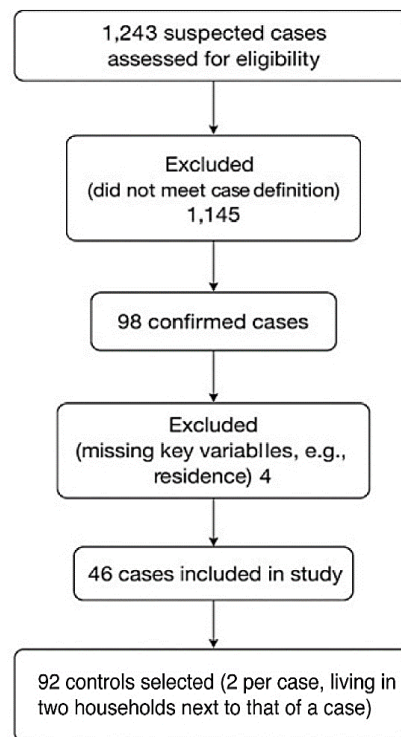 1,243 suspected cases
assessed for eligibility
Excluded
(did not meet case definition)
1,145
98 confirmed cases
Excluded
(missing key variablles, e.g.,
residence) 4
46 cases included in study
92 controls selected (2 per case, living in
two households next to that of a case)